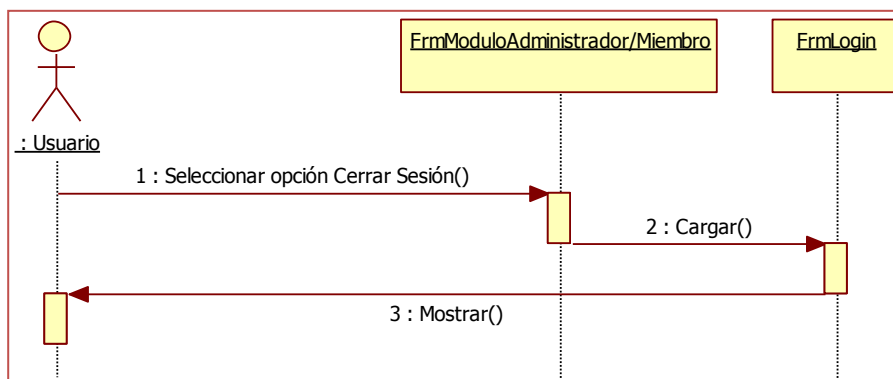 FrmModuloAdministrador/Miembro
FrmLogin
: Usuario
1 : Seleccionar opción Cerrar Sesión()
2 : Cargar()
3 : Mostrar()